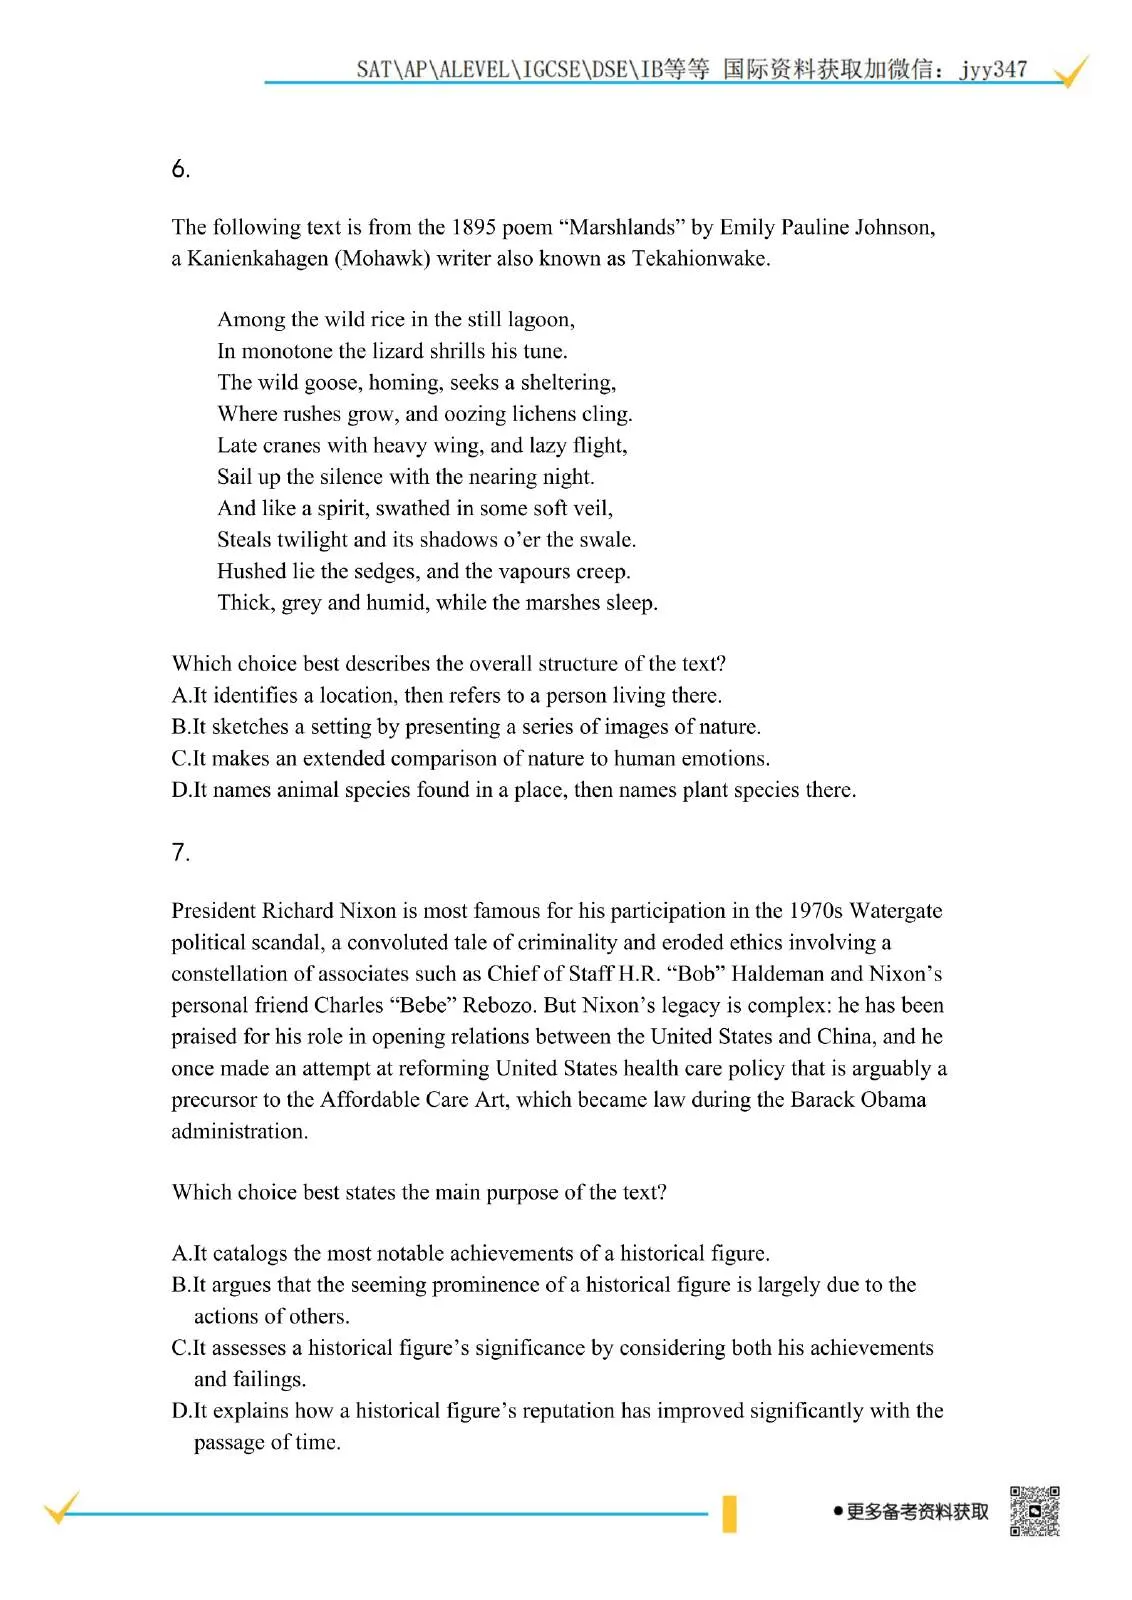 SAT\AP\ALEVEL\IGCSE\DSE\IB等等 国际资料获取加微信：jyy347
6.
The following text is from the 1895 poem “Marshlands” by Emily Pauline Johnson,
a Kanienkahagen (Mohawk) writer also known as Tekahionwake.
Among the wild rice in the still lagoon,
In monotone the lizard shrills his tune.
The wild goose, homing, seeks a sheltering,
Where rushes grow, and oozing lichens cling.
Late cranes with heavy wing, and lazy flight,
Sail up the silence with the nearing night.
And like a spirit, swathed in some soft veil,
Steals twilight and its shadows o’er the swale.
Hushed lie the sedges, and the vapours creep.
Thick, grey and humid, while the marshes sleep.
Which choice best describes the overall structure of the text?
A.It identifies a location, then refers to a person living there.
B.It sketches a setting by presenting a series of images of nature.
C.It makes an extended comparison of nature to human emotions.
D.It names animal species found in a place, then names plant species there.
7.
President Richard Nixon is most famous for his participation in the 1970s Watergate
political scandal, a convoluted tale of criminality and eroded ethics involving a
constellation of associates such as Chief of Staff H.R. “Bob” Haldeman and Nixon’s
personal friend Charles “Bebe” Rebozo. But Nixon’s legacy is complex: he has been
praised for his role in opening relations between the United States and China, and he
once made an attempt at reforming United States health care policy that is arguably a
precursor to the Affordable Care Art, which became law during the Barack Obama
administration.
Which choice best states the main purpose of the text?
A.It catalogs the most notable achievements of a historical figure.
B.It argues that the seeming prominence of a historical figure is largely due to the
actions of others.
C.It assesses a historical figure’s significance by considering both his achievements
and failings.
D.It explains how a historical figure’s reputation has improved significantly with the
passage of time.
●更多备考资料获取